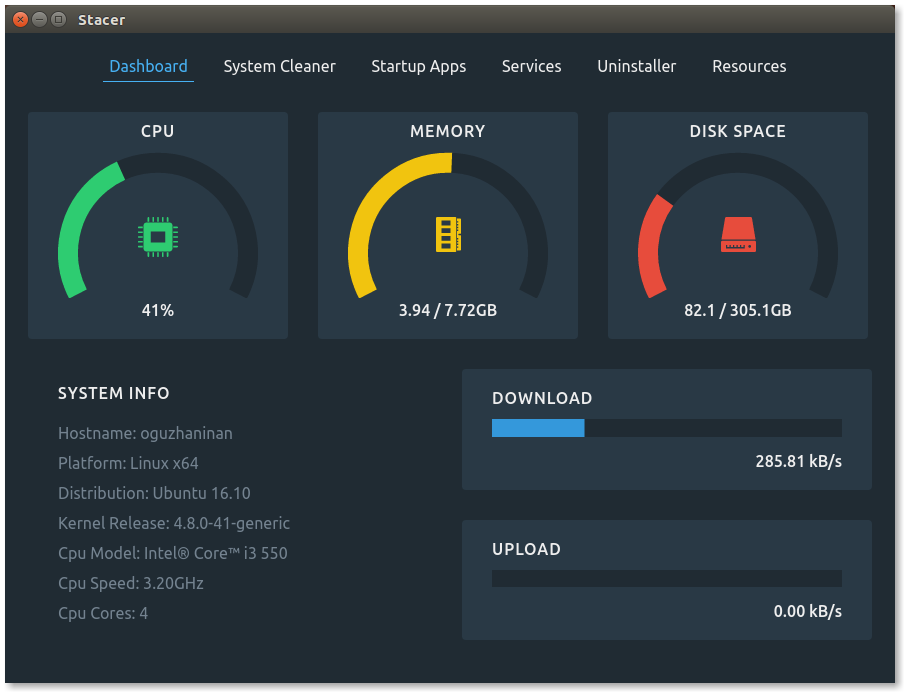 Stacer
Dashboard System Cleaner Startup Apps Services Uninstaller Resources
CPU
41%
MEMORY
3.94 / 7.72GB
DISK SPACE
82.1 / 305.1GB
SYSTEM INFO
Hostname: oguzhaninan
Platform: Linux x64
Distribution: Ubuntu 16.10
Kernel Release: 4.8.0-41-generic
Cpu Model: Intel® Core™ i3 550
Cpu Speed: 3.20GHz
Cpu Cores: 4
DOWNLOAD
285.81 kB/s
UPLOAD
0.00 kB/s